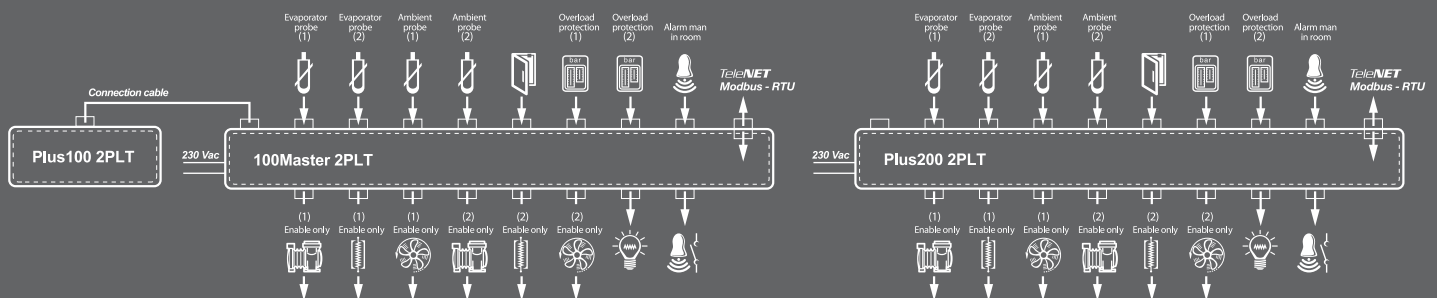 Evaporator
probe
(1)
Evaporator
probe
(2)
Ambient
probe
(1)
Ambient
probe
(2)
Overload
protection
(1)
bar
Overload
protection
(2)
bar
Alarm man
in room
TeleNET
Modbus - RTU
Connection cable
Plus100 2PLT
230 Vac
100Master 2PLT
(1)
Enable only
(1)
Enable only
(1)
Enable only
(2)
Enable only
(2)
Enable only
(2)
Enable only
Evaporator
probe
(1)
Evaporator
probe
(2)
Ambient
probe
(1)
Ambient
probe
(2)
Overload
protection
(1)
bar
Overload
protection
(2)
bar
Alarm man
in room
TeleNET
Modbus - RTU
230 Vac
Plus200 2PLT
(1)
Enable only
(1)
Enable only
(1)
Enable only
(2)
Enable only
(2)
Enable only
(2)
Enable only